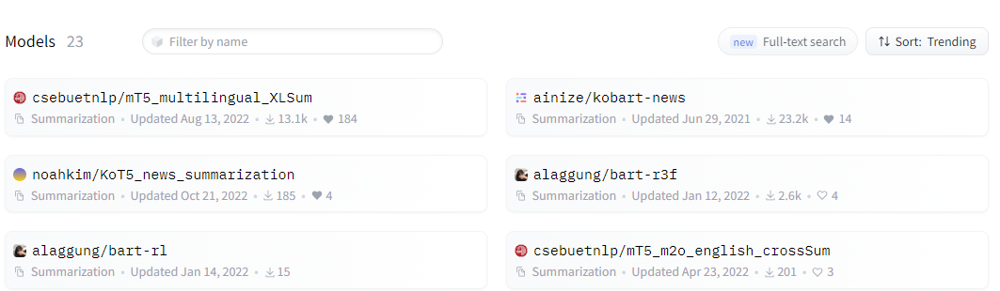 Models 23 Filter by name new Full-text search Sort: Trending
csebuetnlp/mT5_multilingual_XLSum
Summarization • Updated Aug 13, 2022 • 13.1k • 184
ainize/kobart-news
Summarization • Updated Jun 29, 2021 • 23.2k • 14
noahkim/KoT5_news_summarization
Summarization • Updated Oct 21, 2022 • 185 • 4
alaggung/bart-r3f
Summarization • Updated Jan 12, 2022 • 2.6k • 4
alaggung/bart-rl
Summarization • Updated Jan 14, 2022 • 15
csebuetnlp/mT5_m2o_english_crossSum
Summarization • Updated Apr 23, 2022 • 201 • 3